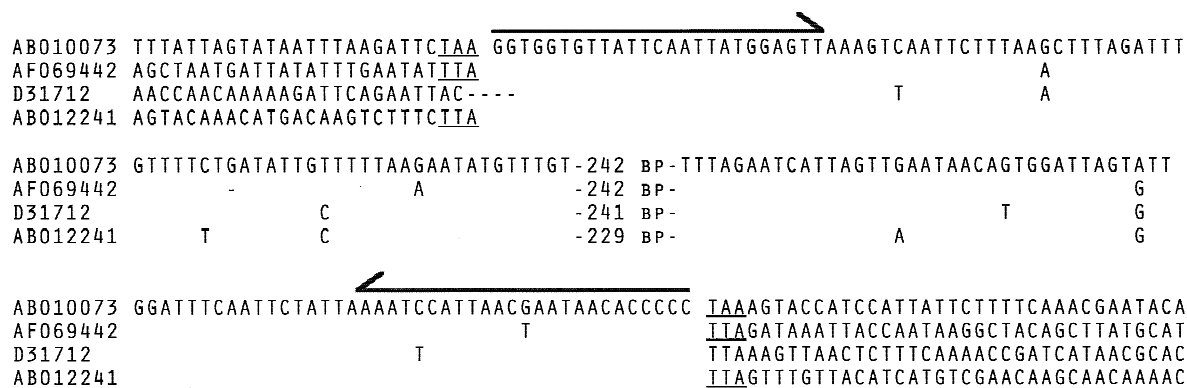 AB010073 TTTATTAGTATAATTTAAGATTCTAA GGTGGTGTTATTCAATTATGGAGTTAAAGTCAATTCTTTAAGCTTTAGATTT
AF069442 AGCTAATGATTATATTTGAATATTTA A
D31712 AACCAACAAAAAGATTCAGAATTAC---- T A
AB012241 AGTACAAACATGACAAGTCTTTCTTA
AB010073 GTTTTCTGATATTGTTTTTTAAGAATATGTTTGT-242 BP-TTTAGAATCATTAGTTGAATAACAGTGGATTAGTATT
AF069442 - A -242 BP- G
D31712 C -241 BP- T G
AB012241 T C -229 BP- A G
AB010073 GGATTTCAATTCTATTAAAATCCATTAACGAATAACACCCCC TAAAGTACCATCCATTATTCTTTTCAAACGAATACA
AF069442 T TTAGATAAATTACCAATAAGGCTACAGCTTATGCAT
D31712 T TTAAAGTTAACTCTTTCAAAACCGATCATAACGCAC
AB012241 TTAGTTTGTTACATCATGTCGAACAAGCAACAAAAC